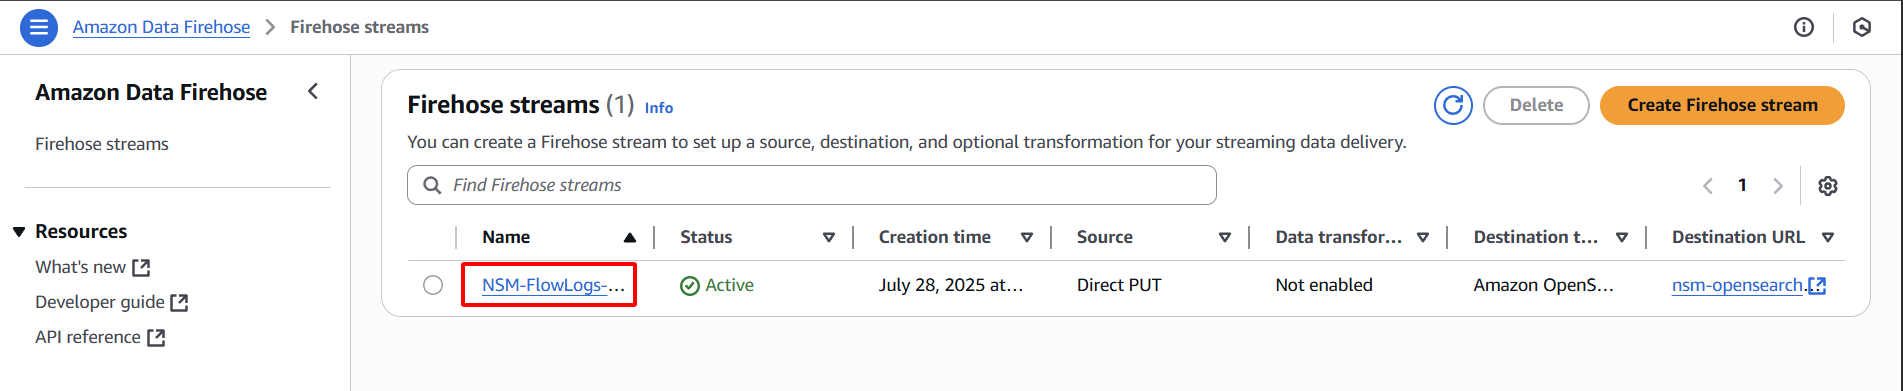 Amazon Data Firehose > Firehose streams
Amazon Data Firehose
Firehose streams
Resources
What's new
Developer guide
API reference
Firehose streams (1) Info
Delete
Create Firehose stream
You can create a Firehose stream to set up a source, destination, and optional transformation for your streaming data delivery.
Find Firehose streams
1
Name Status Creation time Source Data transfor... Destination t... Destination URL
NSM-FlowLogs-... Active July 28, 2025 at... Direct PUT Not enabled Amazon OpenS... nsm-opensearch...